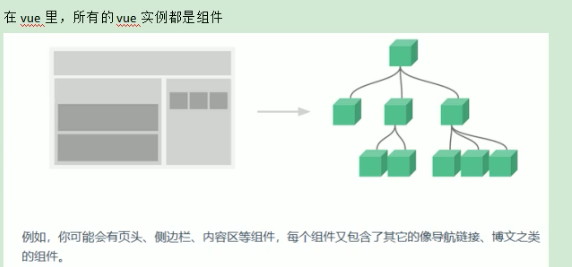 在 vue 里，所有的 vue 实例都是组件
例如，你可能会有页头、侧边栏、内容区等组件，每个组件又包含了其它的像导航链接、博文之类
的组件。